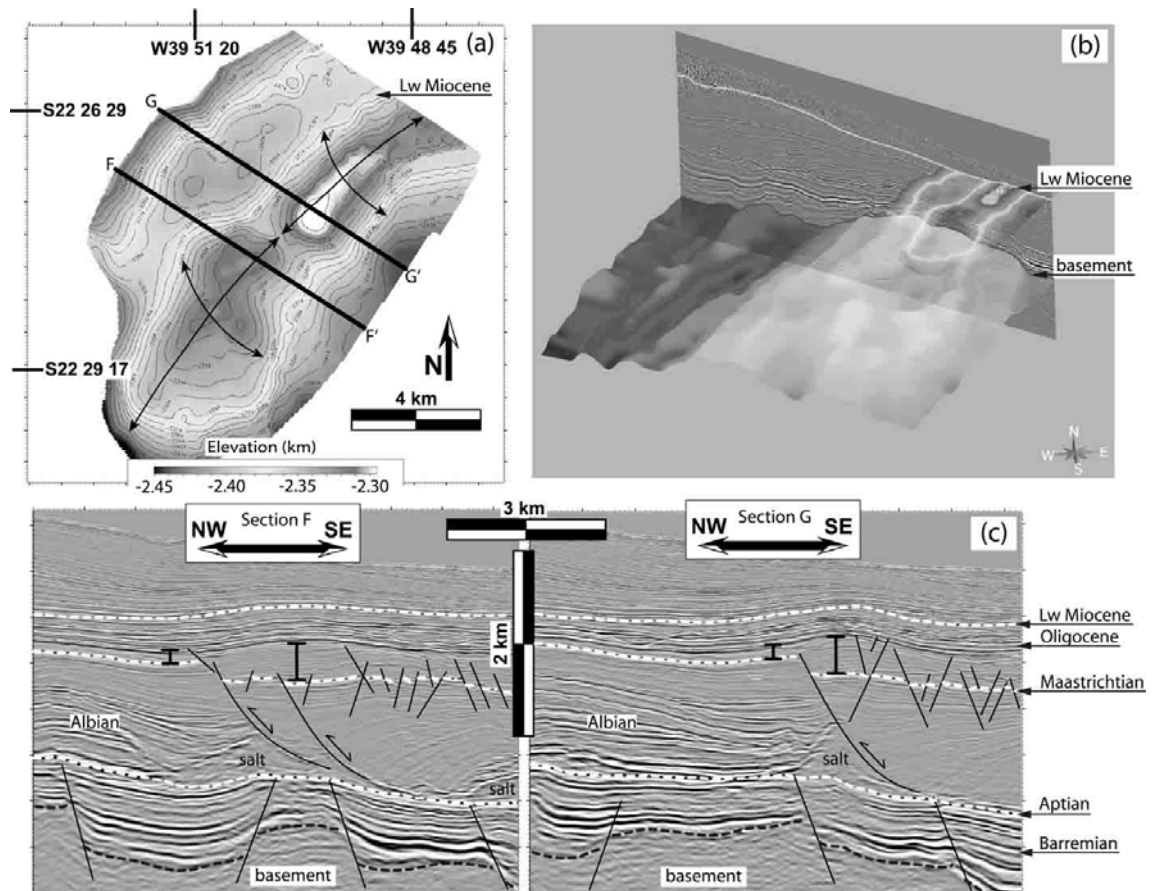 (a)
W39 51 20
W39 48 45
Lw Miocene
S22 26 29
G
F
G'
F'
S22 29 17
N
4 km
Elevation (km)
-2.45
-2.40
-2.35
-2.30
(b)
Lw Miocene
basement
N
W
E
S
3 km
Section F
NW
SE
Section G
NW
SE
(c)
2 km
Lw Miocene
Oligocene
Maastrichtian
Albian
Albian
salt
salt
salt
Aptian
Barremian
basement
basement